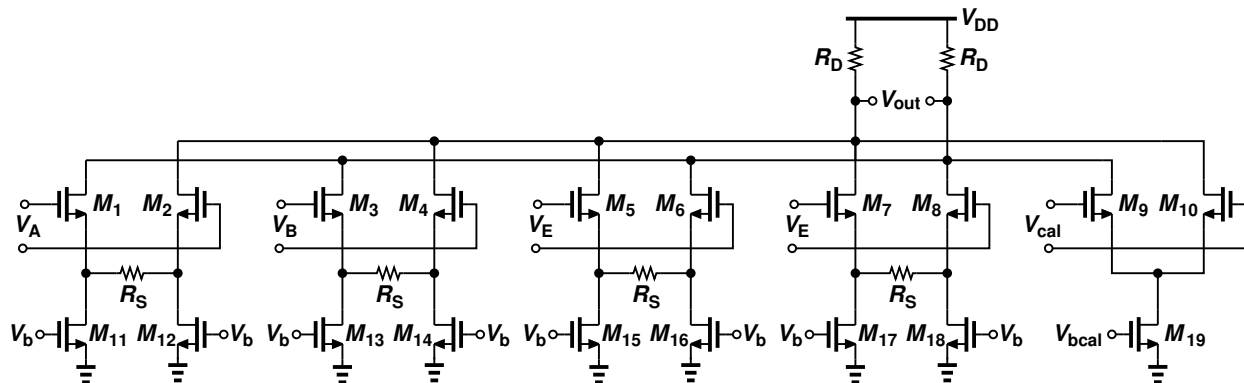 V_DD
R_D R_D
V_out
M_1 M_2 M_3 M_4 M_5 M_6 M_7 M_8 M_9 M_10
V_A V_B V_E V_E V_cal
R_S R_S R_S R_S
V_b M_11 M_12 V_b V_b M_13 M_14 V_b V_b M_15 M_16 V_b V_b M_17 M_18 V_b V_bcal M_19